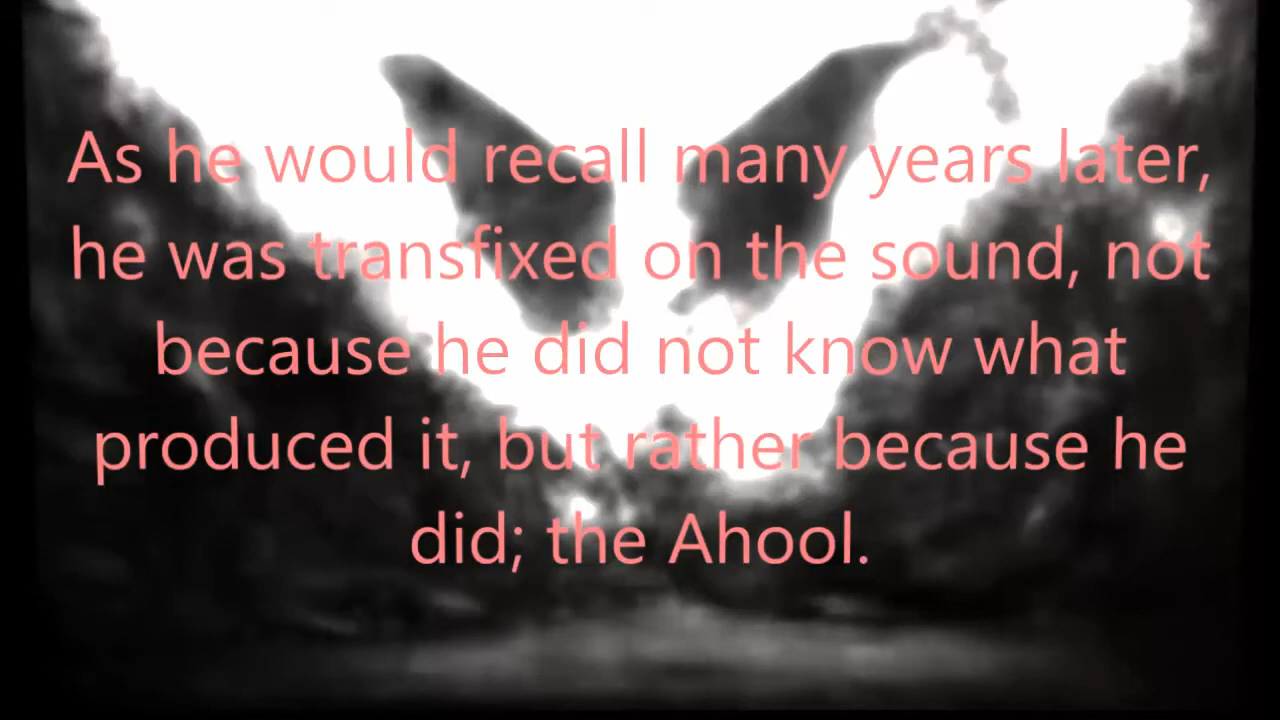 As he would recall many years later,
he was transfixed on the sound, not
because he did not know what
produced it, but rather because he
did; the Ahool.